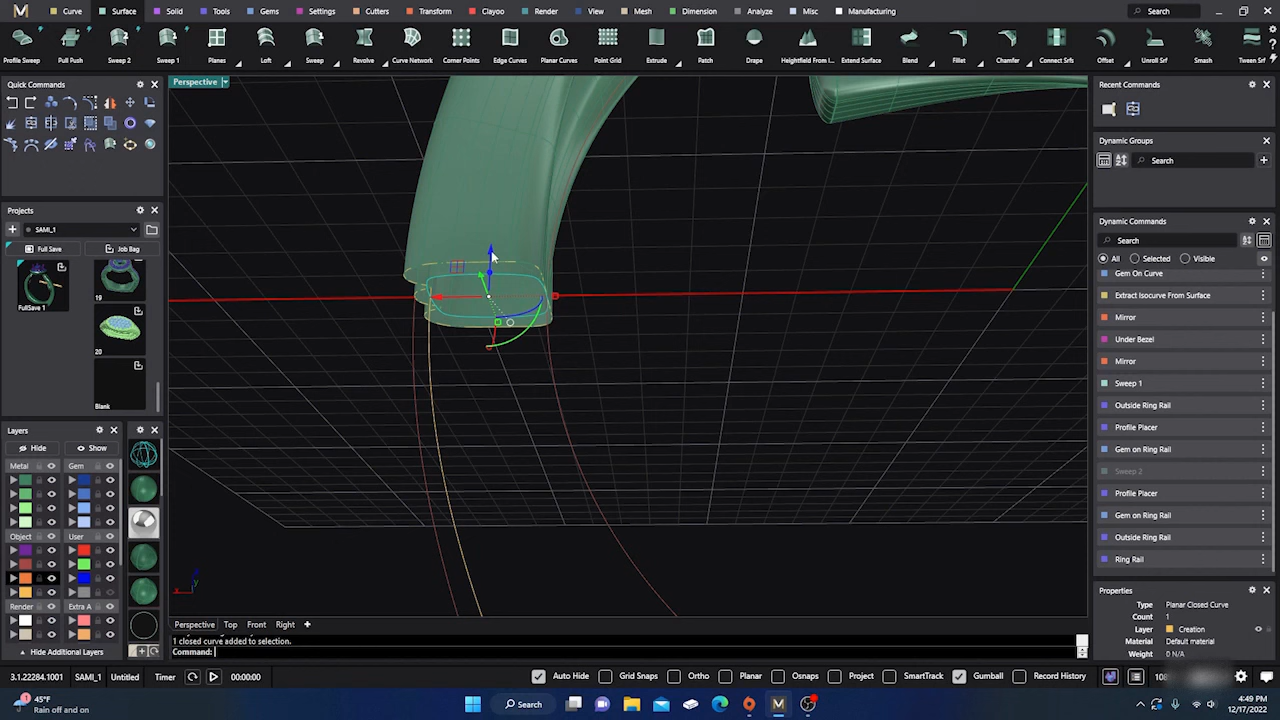 Curve Surface Solid Tools Gems Settings Cutters Transform Clayoo Render View Mesh Dimension Analyze Misc Manufacturing Search
Profile Sweep Pull Push Sweep 2 Sweep 1 Planes Loft Sweep Revolve Curve Network Corner Points Edge Curves Planar Curves Point Grid Extrude Patch Drape Heightfield from I... Extend Surface Blend Fillet Chamfer Connect Srfs Offset Unroll Srf Smash Tween Srf
Quick Commands
Perspective
Recent Commands
Dynamic Groups
Search
Projects
SAMI_1
Full Save Job Bag
FullSave 1
19
20
Blank
Dynamic Commands
Search
All Selected Visible
Gem On Curve
Extract Isocurve From Surface
Mirror
Under Bezel
Mirror
Sweep 1
Outside Ring Rail
Profile Placer
Gem on Ring Rail
Sweep 2
Profile Placer
Gem on Ring Rail
Outside Ring Rail
Ring Rail
Layers
Hide Show
Metal Gem
Object User
Render Extra A
Hide Additional Layers
Properties
Type Planar Closed Curve
Count 1
Layer Creation
Material Default material
Weight 0 N/A
x y
Perspective Top Front Right
1 closed curve added to selection.
Command:
3.1.22284.1001 SAMI_1 Untitled Timer 00:00:00 Auto Hide Grid Snaps Ortho Planar Osnaps Project SmartTrack Gumball Record History
45°F
Rain off and on
Search
4:49 PM
12/17/2022